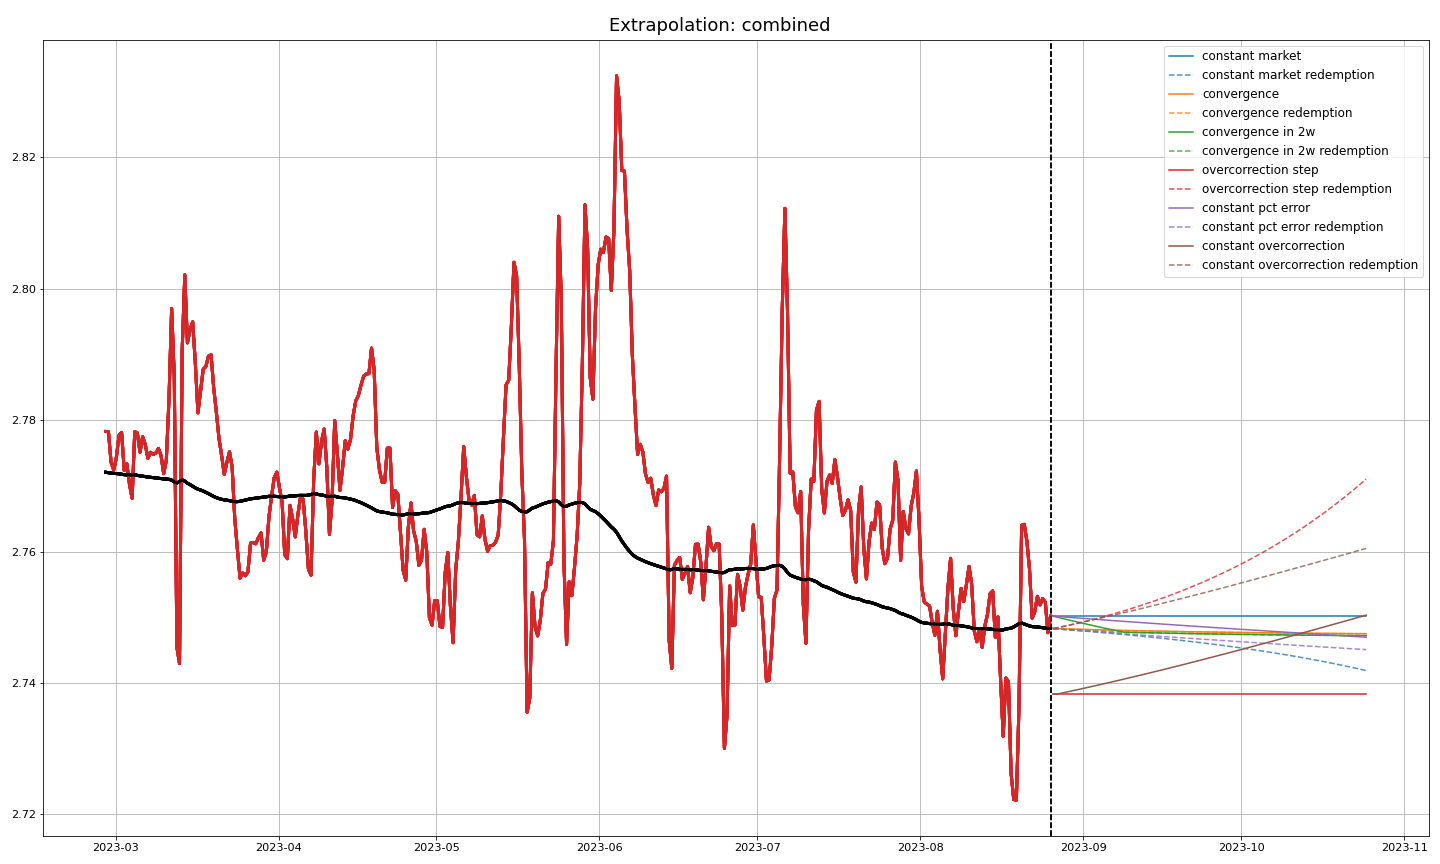 Extrapolation: combined
constant market
constant market redemption
convergence
convergence redemption
convergence in 2w
convergence in 2w redemption
overcorrection step
overcorrection step redemption
constant pct error
constant pct error redemption
constant overcorrection
constant overcorrection redemption
2.82
2.80
2.78
2.76
2.74
2.72
2023-03 2023-04 2023-05 2023-06 2023-07 2023-08 2023-09 2023-10 2023-11